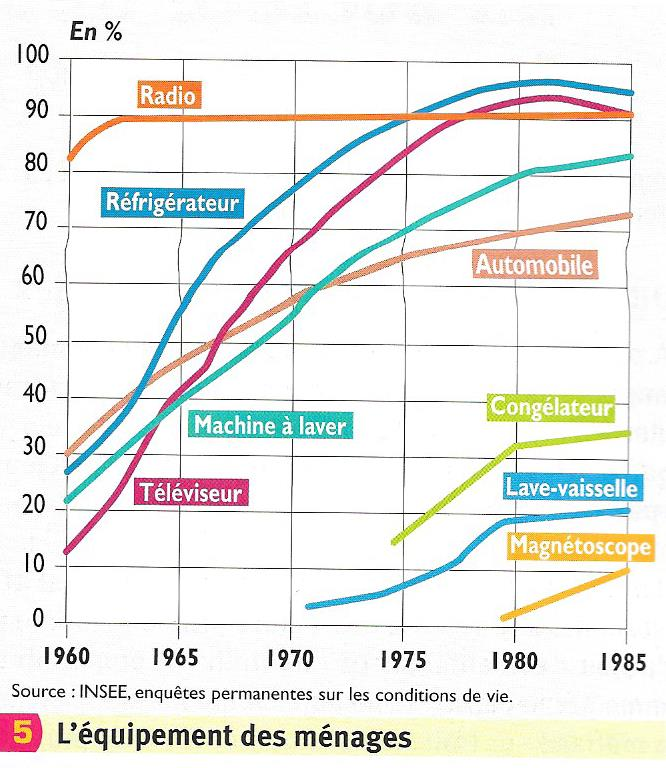 En %
100
90
80
70
60
50
40
30
20
10
0
Radio
Réfrigérateur
Automobile
Congélateur
Machine à laver
Lave-vaisselle
Téléviseur
Magnétoscope
1960 1965 1970 1975 1980 1985
Source : INSEE, enquêtes permanentes sur les conditions de vie.
5 L'équipement des ménages